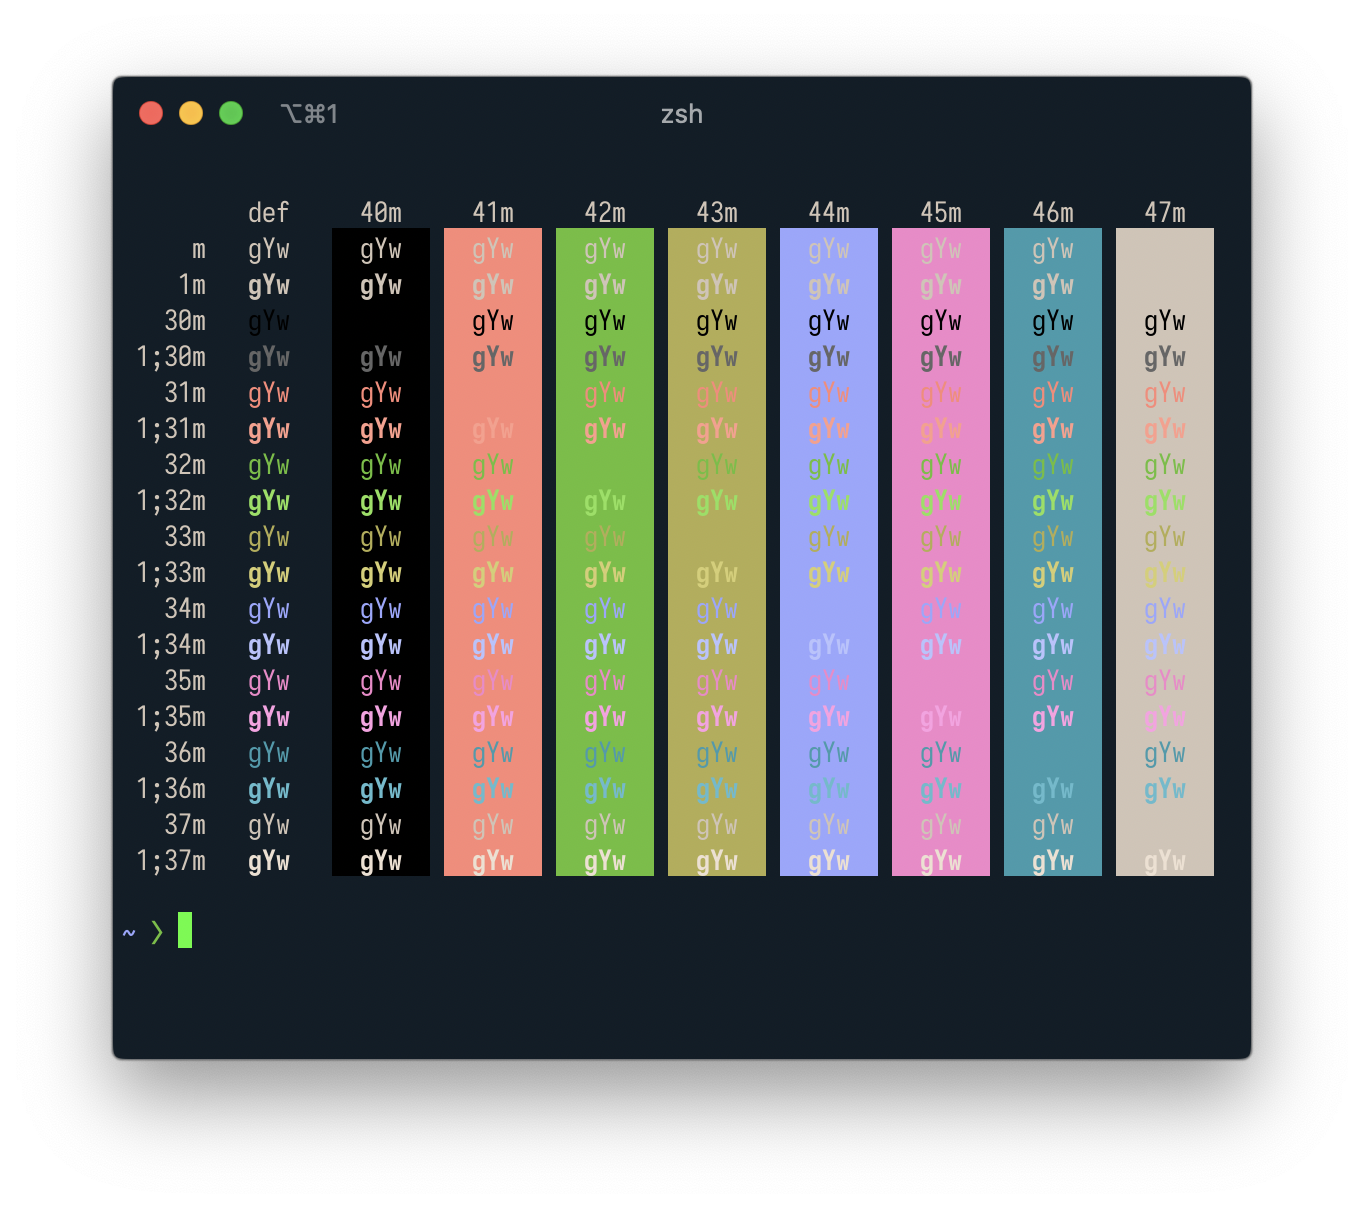 ⌥⌘1 zsh
def 40m 41m 42m 43m 44m 45m 46m 47m
m gYw gYw gYw gYw gYw gYw gYw gYw
1m gYw gYw gYw gYw gYw gYw gYw gYw
30m gYw gYw gYw gYw gYw gYw gYw gYw
1;30m gYw gYw gYw gYw gYw gYw gYw gYw gYw
31m gYw gYw gYw gYw gYw gYw gYw gYw
1;31m gYw gYw gYw gYw gYw gYw gYw gYw gYw
32m gYw gYw gYw gYw gYw gYw gYw gYw
1;32m gYw gYw gYw gYw gYw gYw gYw gYw gYw
33m gYw gYw gYw gYw gYw gYw gYw gYw
1;33m gYw gYw gYw gYw gYw gYw gYw gYw gYw
34m gYw gYw gYw gYw gYw gYw gYw gYw
1;34m gYw gYw gYw gYw gYw gYw gYw gYw gYw
35m gYw gYw gYw gYw gYw gYw gYw gYw
1;35m gYw gYw gYw gYw gYw gYw gYw gYw gYw
36m gYw gYw gYw gYw gYw gYw gYw gYw
1;36m gYw gYw gYw gYw gYw gYw gYw gYw gYw
37m gYw gYw gYw gYw gYw gYw gYw gYw
1;37m gYw gYw gYw gYw gYw gYw gYw gYw gYw
~ ❯